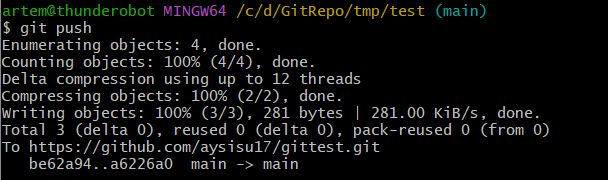 artem@thunderobot MINGW64 /c/d/GitRepo/tmp/test (main)
$ git push
Enumerating objects: 4, done.
Counting objects: 100% (4/4), done.
Delta compression using up to 12 threads
Compressing objects: 100% (2/2), done.
Writing objects: 100% (3/3), 281 bytes | 281.00 KiB/s, done.
Total 3 (delta 0), reused 0 (delta 0), pack-reused 0 (from 0)
To https://github.com/aysisu17/gittest.git
   be62a94..a6226a0  main -> main